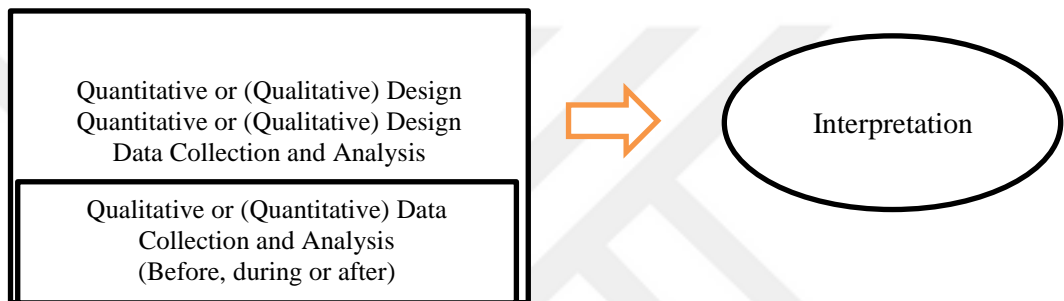 Quantitative or (Qualitative) Design
Quantitative or (Qualitative) Design
Data Collection and Analysis
Qualitative or (Quantitative) Data
Collection and Analysis
(Before, during or after)
Interpretation